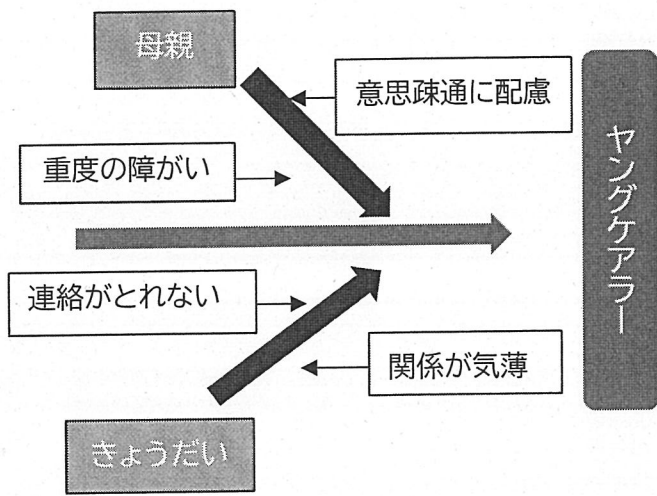 母親
意思疎通に配慮
重度の障がい
連絡がとれない
関係が気薄
きょうだい
ヤングケアラー